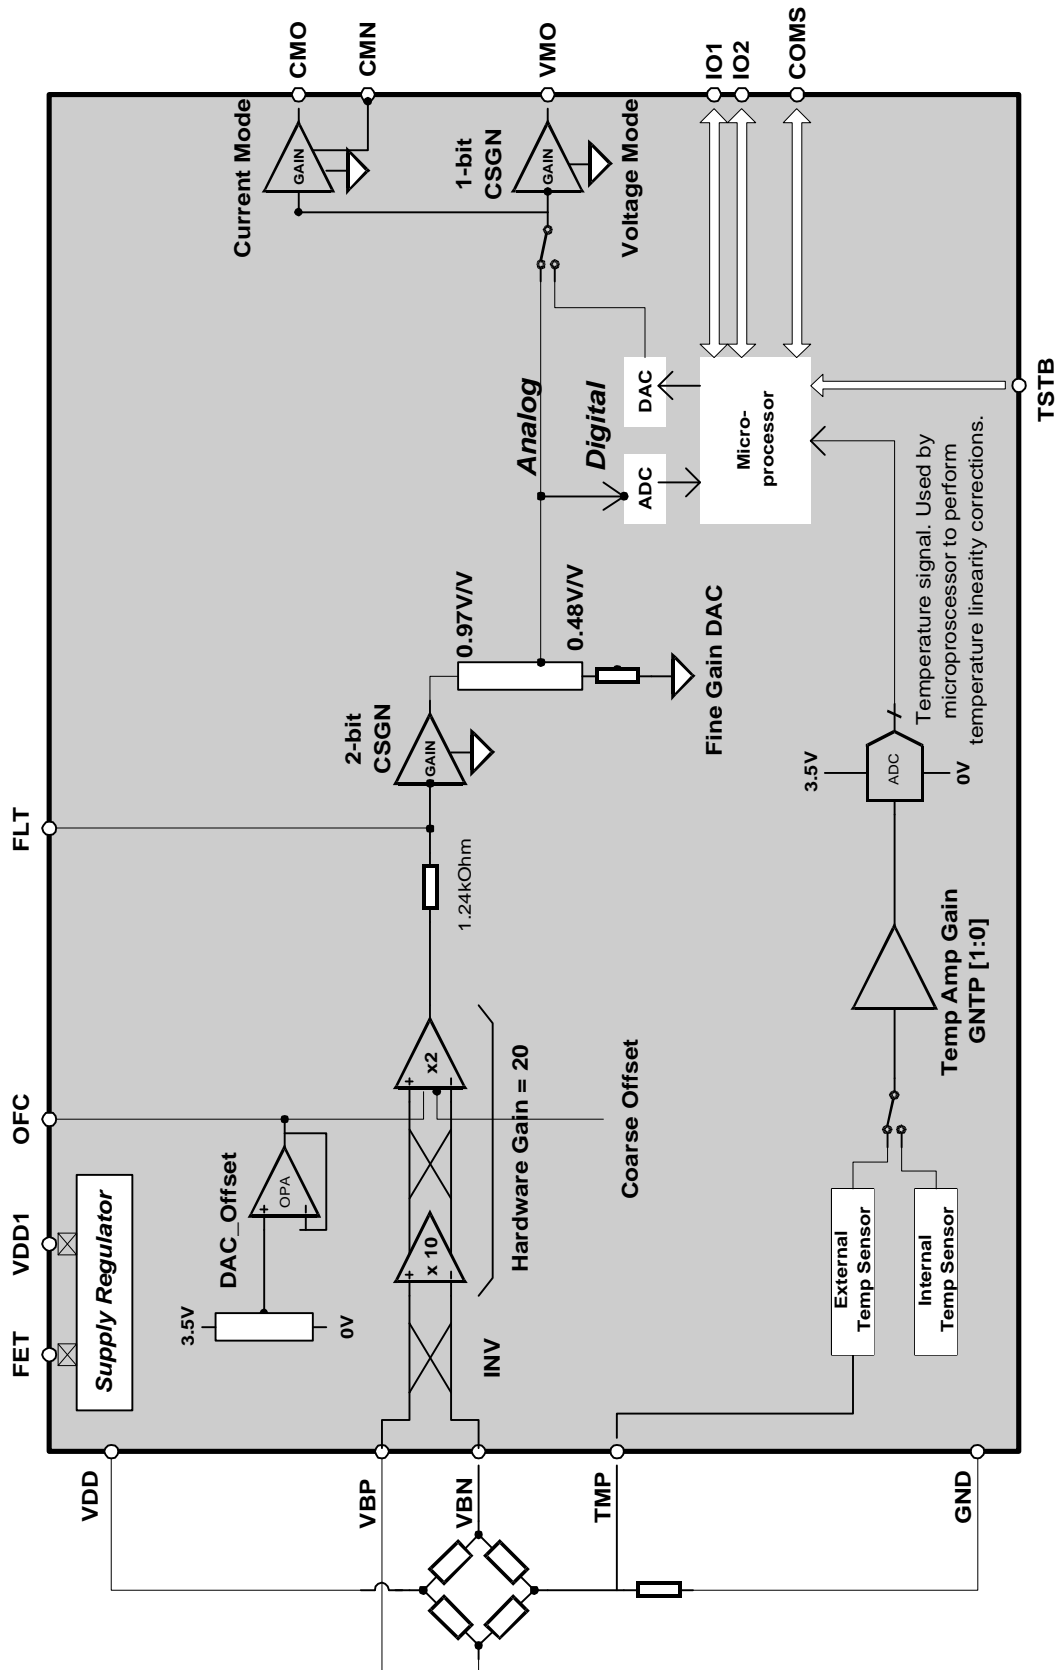 FET
VDD1
OFC
FLT
Supply Regulator
3.5V
0V
DAC_Offset
OPA
+
–
VDD
VBP
VBN
TMP
GND
INV
+
–
x 10
+
–
x2
Hardware Gain = 20
Coarse Offset
1.24kOhm
2-bit
CSGN
GAIN
0.97V/V
0.48V/V
Fine Gain DAC
Analog
Digital
ADC
DAC
Micro-
processor
Current Mode
GAIN
1-bit
CSGN
GAIN
Voltage Mode
CMO
CMN
VMO
IO1
IO2
COMS
TSTB
External
Temp Sensor
Internal
Temp Sensor
Temp Amp Gain
GNTP [1:0]
3.5V
ADC
0V
Temperature signal. Used by
microproscessor to perform
temperature linearity corrections.